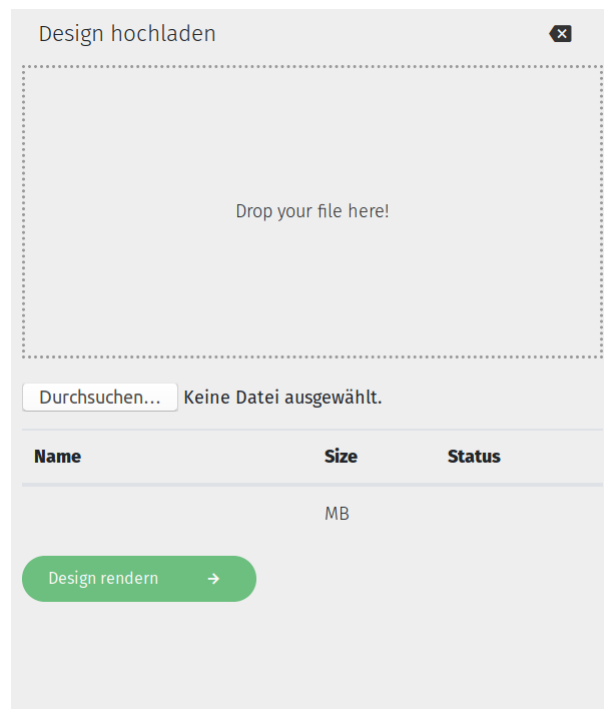 Design hochladen
Drop your file here!
Durchsuchen... Keine Datei ausgewählt.
Name Size Status
MB
Design rendern